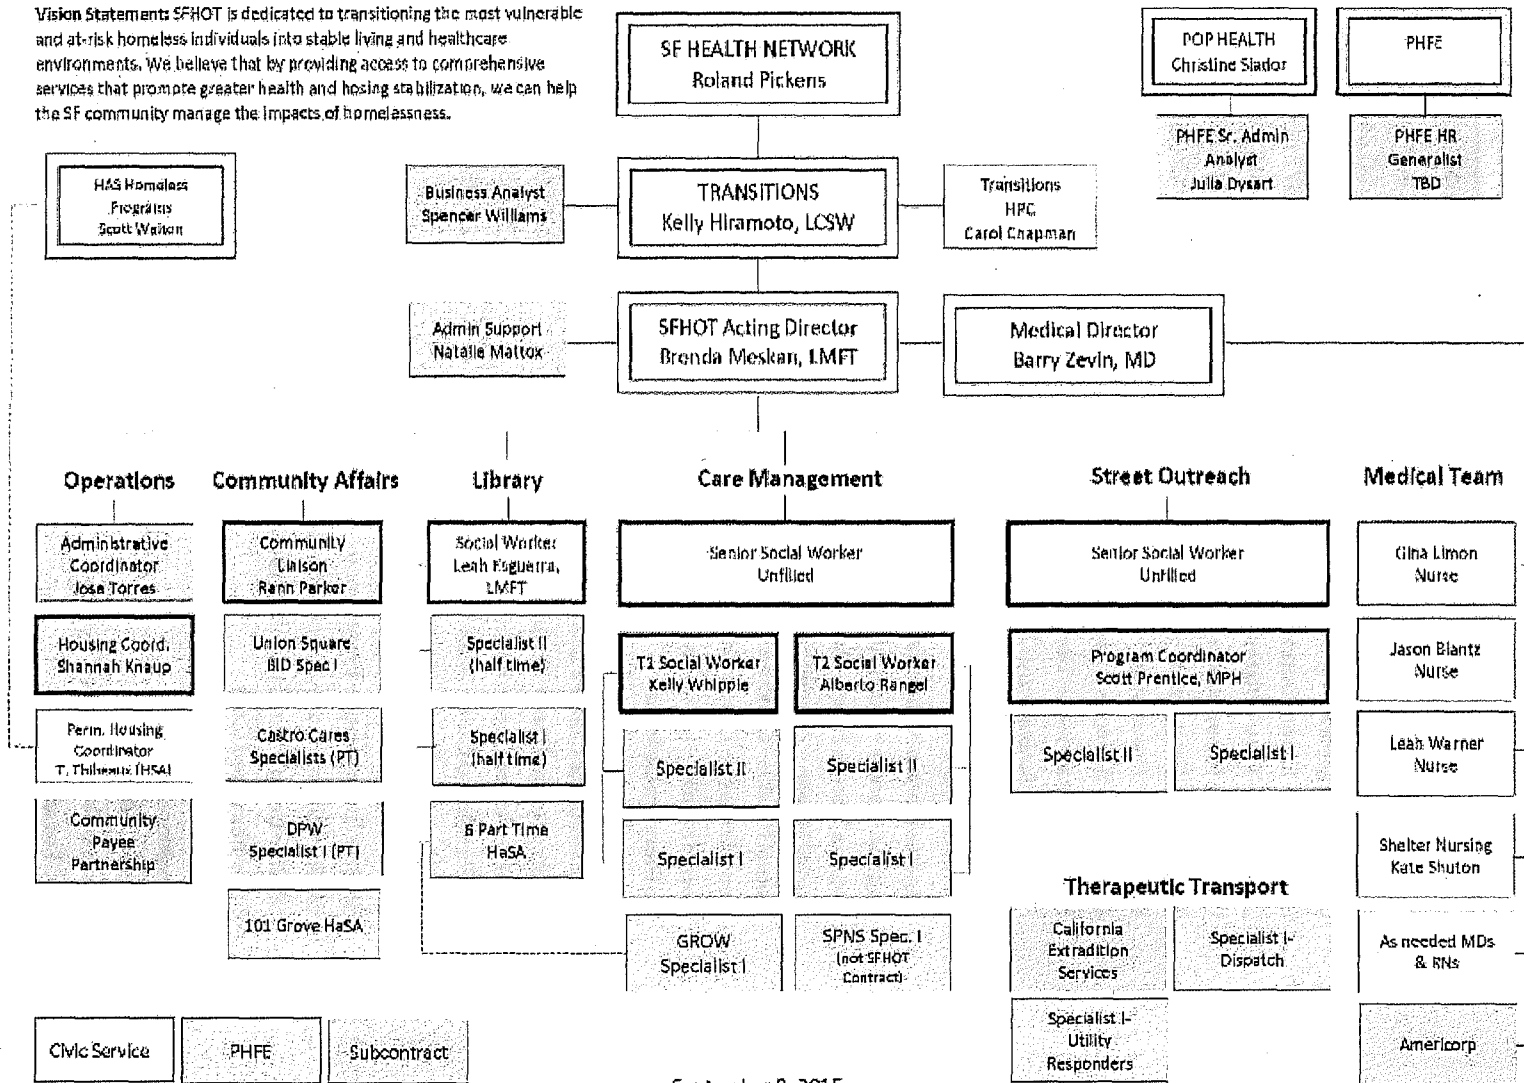 Vision Statement: SFHOT is dedicated to transitioning the most vulnerable
and at-risk homeless individuals into stable living and healthcare
environments. We believe that by providing access to comprehensive
services that promote greater health and hosing stabilization, we can help
the SF community manage the impacts of homelessness.
SF HEALTH NETWORK
Roland Pickens
POP HEALTH
Christine Siador
PHFE
PHFE Sr. Admin
Analyst
Julia Dysart
PHFE HR
Generalist
TBD
HAS Homeless
Programs
Scott Walton
Business Analyst
Spencer Williams
TRANSITIONS
Kelly Hiramoto, LCSW
Transitions
HPC
Carol Chapman
Admin Support
Natalie Mattox
SFHOT Acting Director
Brenda Meskan, LMFT
Medical Director
Barry Zevin, MD
Operations
Administrative
Coordinator
Jose Torres
Housing Coord.
Shannah Knaup
Perm. Housing
Coordinator
T. Thibeaux (HSA)
Community
Payee
Partnership
Community Affairs
Community
Liaison
Rann Parker
Union Square
BID Spec I
Castro Cares
Specialists (PT)
DPW
Specialist I (PT)
101 Grove HaSA
Library
Social Worker
Leah Esguerra,
LMFT
Specialist II
(half time)
Specialist I
(half time)
6 Part Time
HaSA
Care Management
Senior Social Worker
Unfilled
T1 Social Worker
Kelly Whipple
T2 Social Worker
Alberto Rangel
Specialist II
Specialist II
Specialist I
Specialist I
GROW
Specialist I
SPNS Spec. I
(not SFHOT
Contract)
Street Outreach
Senior Social Worker
Unfilled
Program Coordinator
Scott Prentice, MPH
Specialist II
Specialist I
Therapeutic Transport
California
Extradition
Services
Specialist I-
Dispatch
Specialist I-
Utility
Responders
Medical Team
Gina Limon
Nurse
Jason Blantz
Nurse
Leah Warner
Nurse
Shelter Nursing
Kate Shuton
As needed MDs
& RNs
Americorp
Civic Service
PHFE
Subcontract